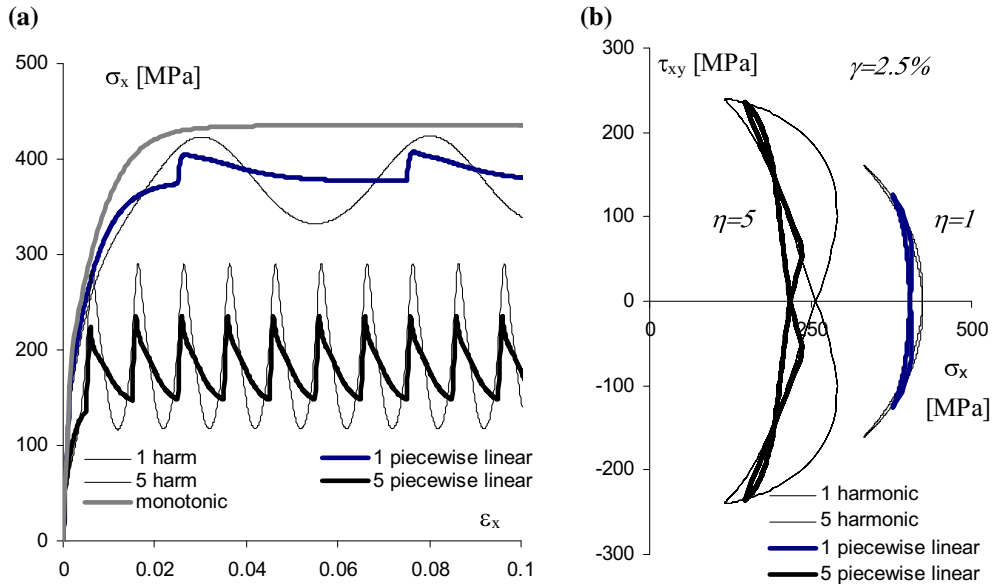 (a)
σx [MPa]
500
400
300
200
100
0
0
0.02
0.04
0.06
0.08
0.1
εx
1 harm
5 harm
monotonic
1 piecewise linear
5 piecewise linear
(b)
τxy [MPa]
γ=2.5%
300
200
100
0
-100
-200
-300
η=5
η=1
0
250
500
σx
[MPa]
1 harmonic
5 harmonic
1 piecewise linear
5 piecewise linear